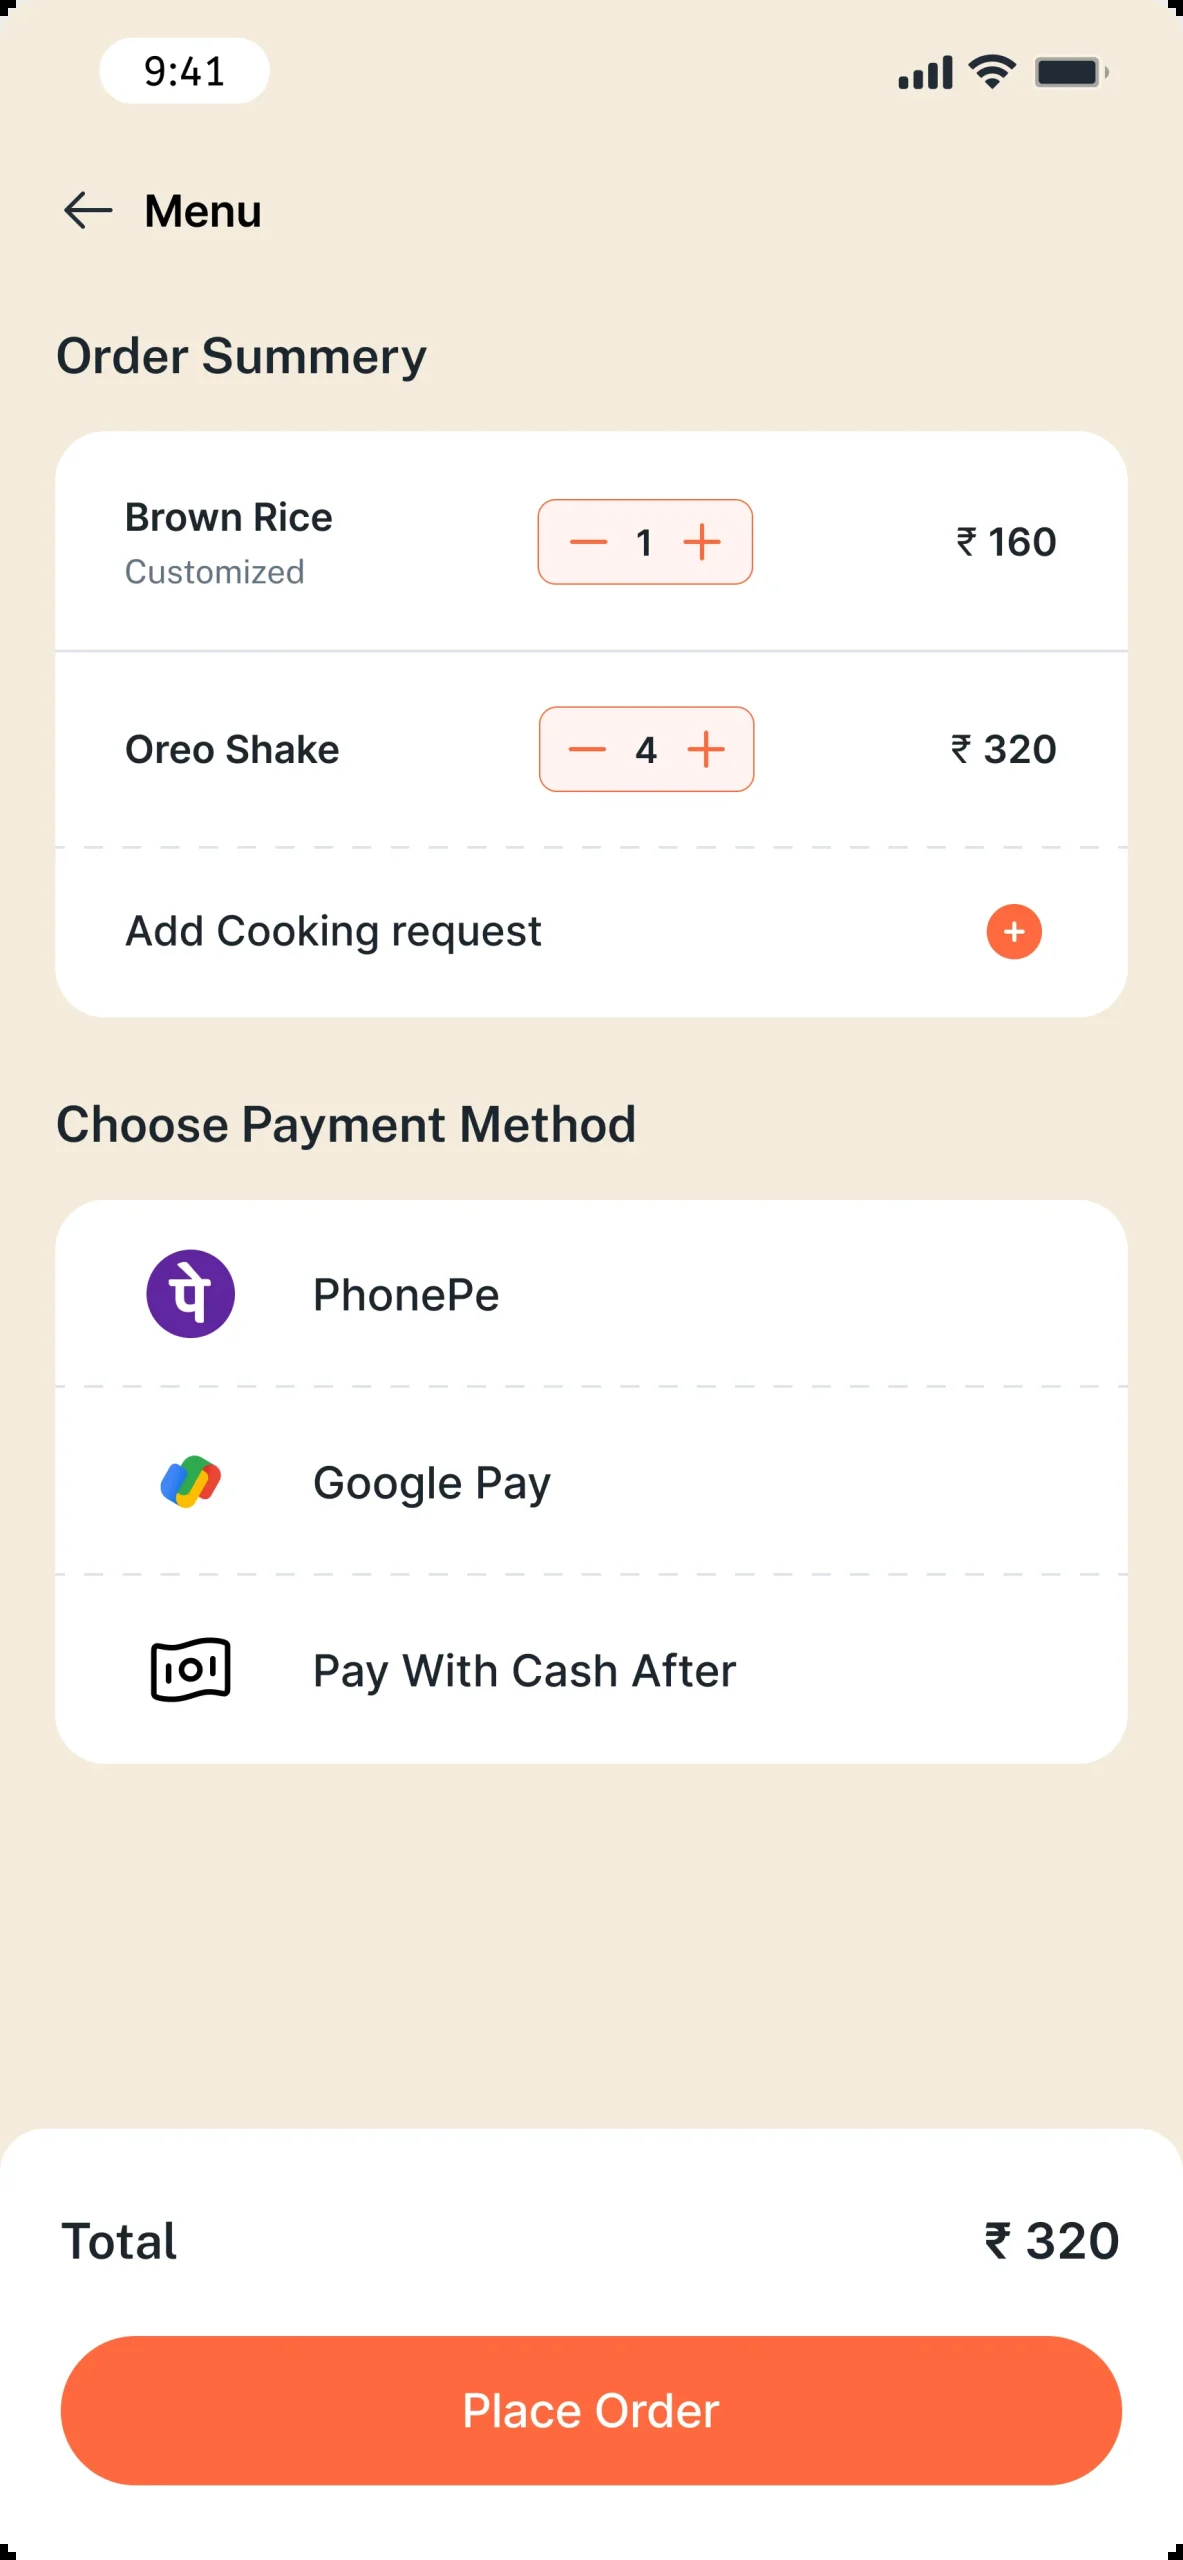 9:41
Menu
Order Summery
Brown Rice
Customized
1
₹ 160
Oreo Shake
4
₹ 320
Add Cooking request
Choose Payment Method
पे
PhonePe
Google Pay
Pay With Cash After
Total
₹ 320
Place Order